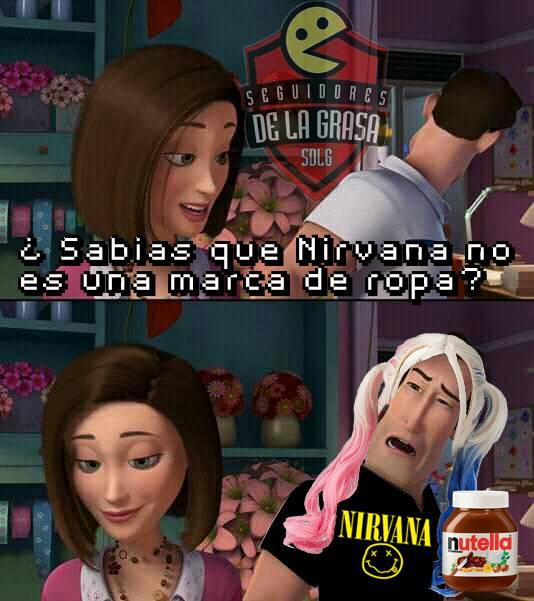 SEGUIDORES
DE LA GRASA
SDLG
¿ Sabias que Nirvana no
es una marca de ropa?
NIRVANA
nutella